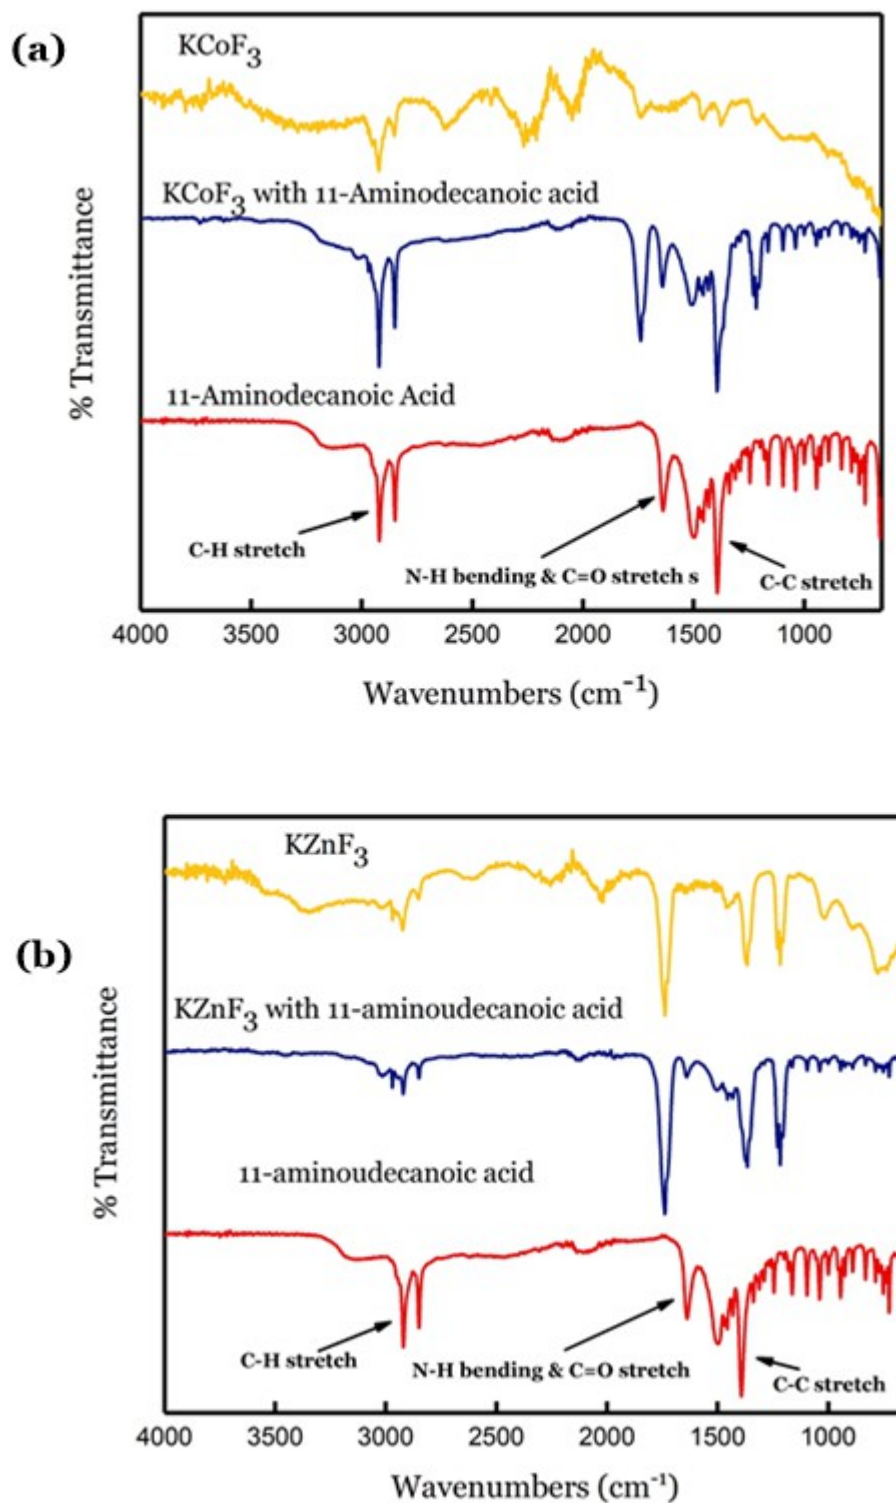 (a)
KCoF₃
KCoF₃ with 11-Aminodecanoic acid
11-Aminodecanoic Acid
C-H stretch
N-H bending & C=O stretch s
C-C stretch
% Transmittance
4000 3500 3000 2500 2000 1500 1000
Wavenumbers (cm⁻¹)
(b)
KZnF₃
KZnF₃ with 11-aminoudecanoic acid
11-aminoudecanoic acid
C-H stretch
N-H bending & C=O stretch
C-C stretch
% Transmittance
4000 3500 3000 2500 2000 1500 1000
Wavenumbers (cm⁻¹)